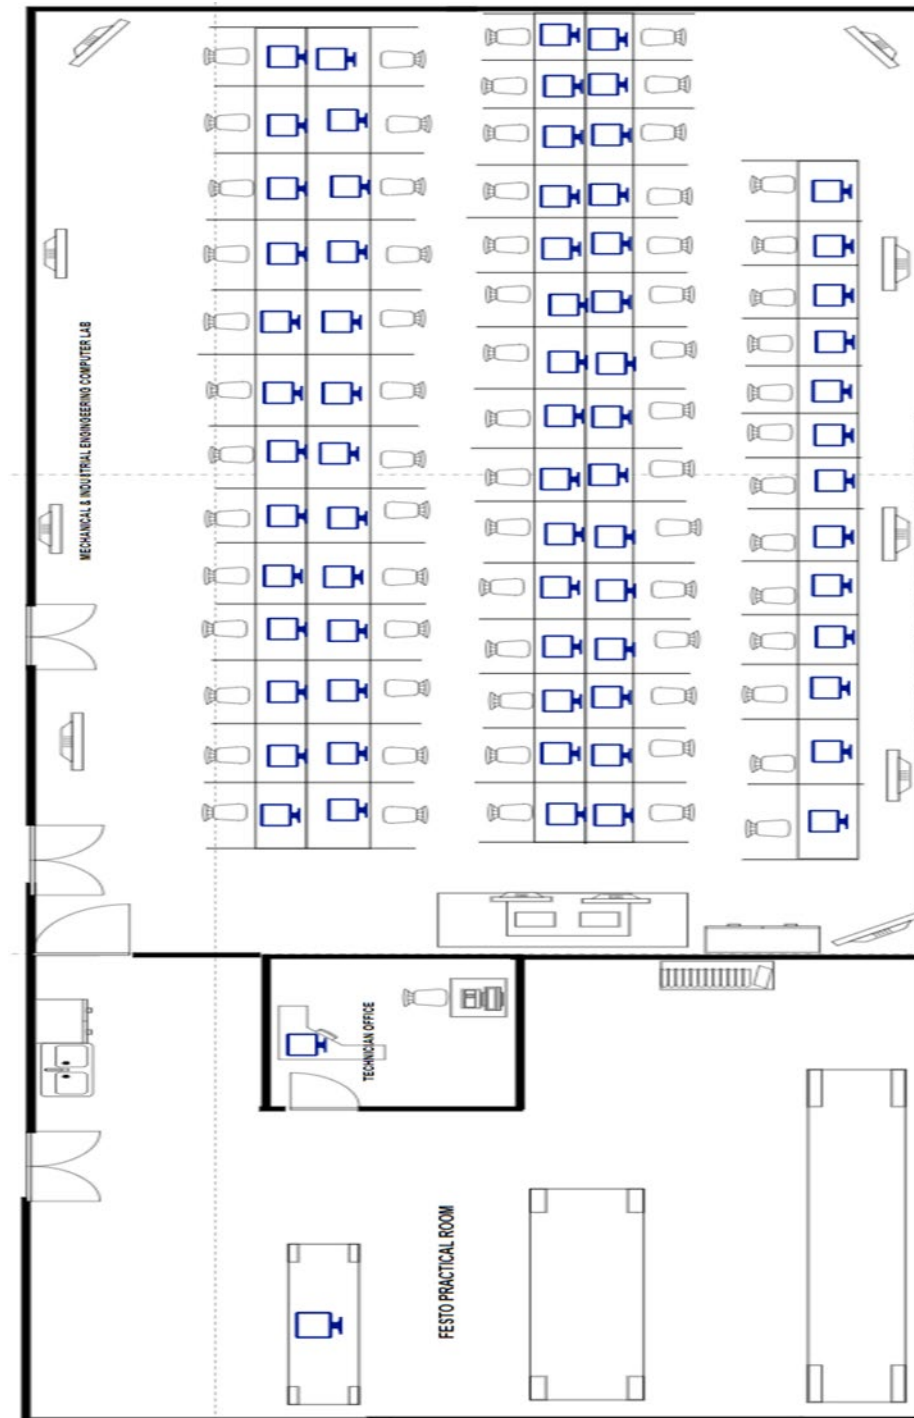 MECHANICAL & INDUSTRIAL ENGINEERING COMPUTER LAB
TECHNICIAN OFFICE
FESTO PRACTICAL ROOM